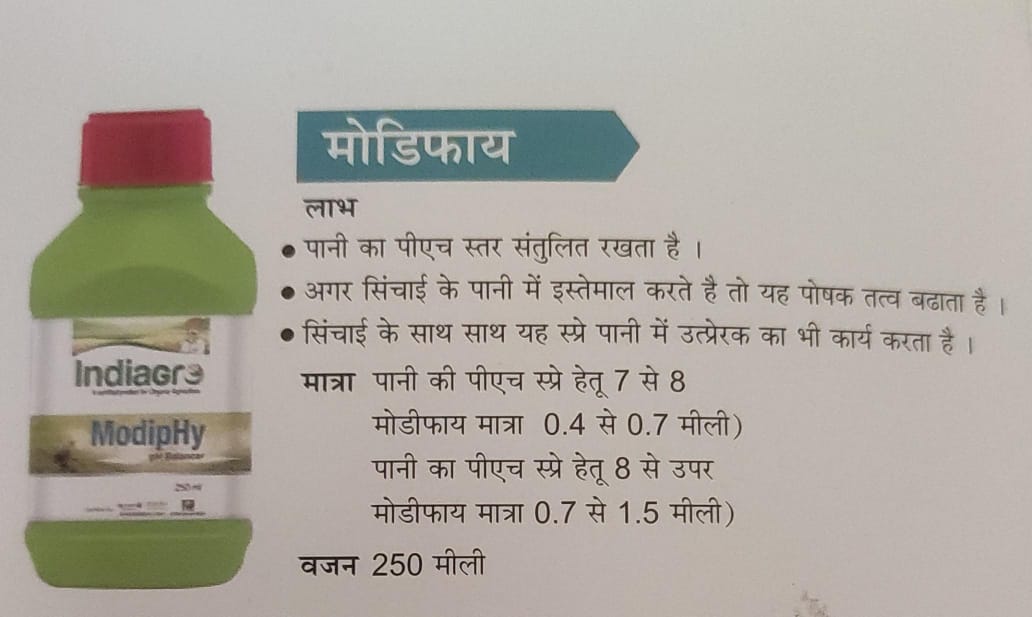 मोडिफाय
लाभ
• पानी का पीएच स्तर संतुलित रखता है ।
• अगर सिंचाई के पानी में इस्तेमाल करते है तो यह पोषक तत्व बढाता है ।
• सिंचाई के साथ साथ यह स्प्रे पानी में उत्प्रेरक का भी कार्य करता है ।
मात्रा पानी की पीएच स्प्रे हेतू 7 से 8
मोडीफाय मात्रा 0.4 से 0.7 मीली)
पानी का पीएच स्प्रे हेतू 8 से उपर
मोडीफाय मात्रा 0.7 से 1.5 मीली)
वजन 250 मीली
Indiagro
ModipHy
pH Balancer
250 ml